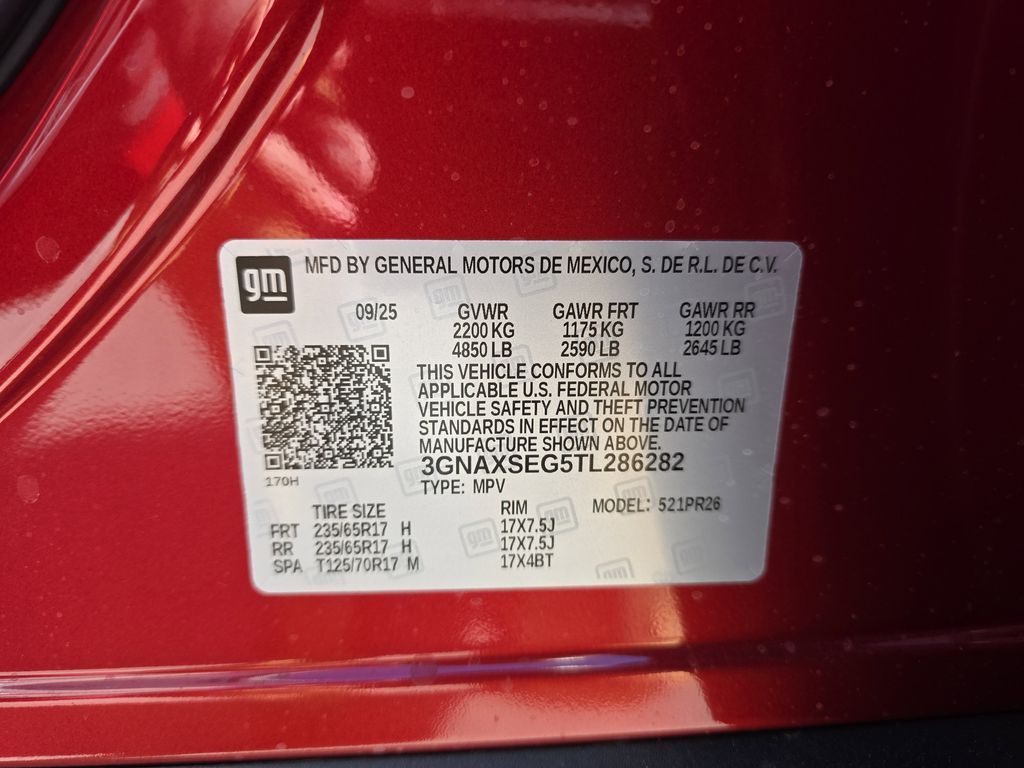 gm MFD BY GENERAL MOTORS DE MEXICO, S. DE R.L. DE C.V.
09/25 GVWR GAWR FRT GAWR RR
2200 KG 1175 KG 1200 KG
4850 LB 2590 LB 2645 LB
THIS VEHICLE CONFORMS TO ALL
APPLICABLE U.S. FEDERAL MOTOR
VEHICLE SAFETY AND THEFT PREVENTION
STANDARDS IN EFFECT ON THE DATE OF
MANUFACTURE SHOWN ABOVE.
3GNAXSEG5TL286282
170H
TYPE: MPV
TIRE SIZE RIM MODEL: 521PR26
FRT 235/65R17 H 17X7.5J
RR 235/65R17 H 17X7.5J
SPA T125/70R17 M 17X4BT